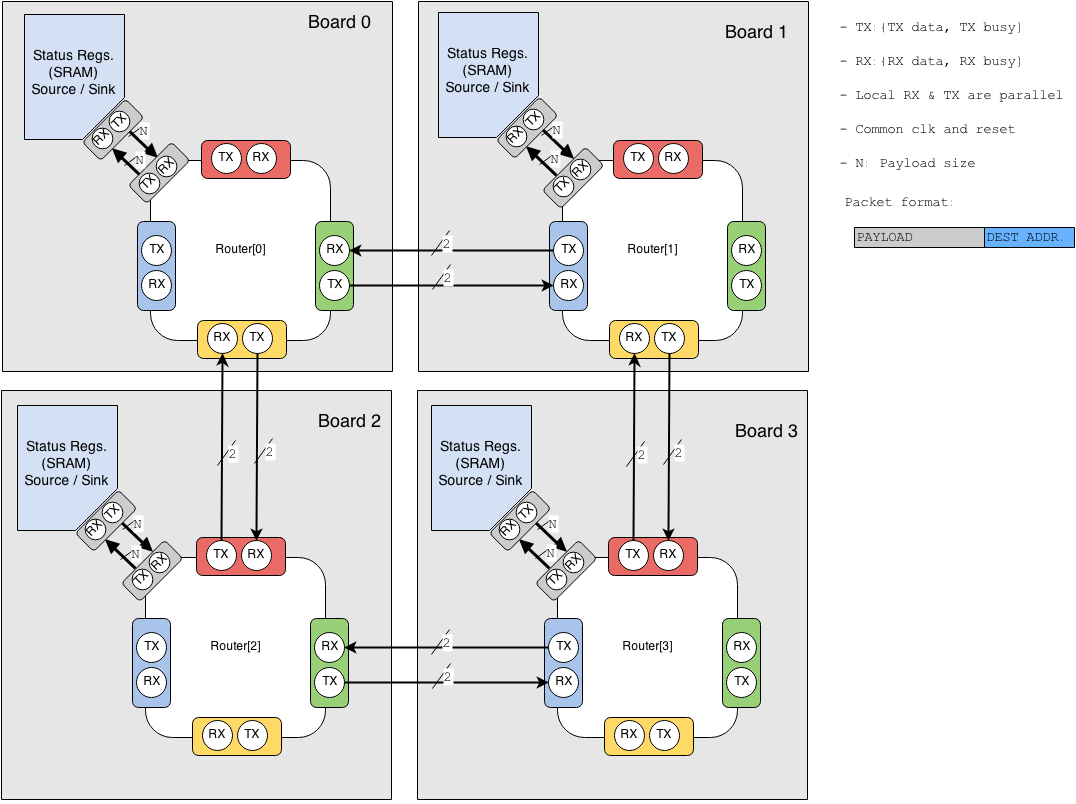 Board 0
Status Regs.
(SRAM)
Source / Sink
RX
TX
N
N
TX
RX
TX
RX
TX
RX
Router[0]
RX
TX
RX
TX
2
2
Board 1
Status Regs.
(SRAM)
Source / Sink
RX
TX
N
N
TX
RX
TX
RX
TX
RX
Router[1]
RX
TX
RX
TX
2
2
2
2
Board 2
Status Regs.
(SRAM)
Source / Sink
RX
TX
N
N
TX
RX
TX
RX
TX
RX
Router[2]
RX
TX
RX
TX
2
2
Board 3
Status Regs.
(SRAM)
Source / Sink
RX
TX
N
N
TX
RX
TX
RX
TX
RX
Router[3]
RX
TX
RX
TX
- TX:{TX data, TX busy}
- RX:{RX data, RX busy}
- Local RX & TX are parallel
- Common clk and reset
- N: Payload size
Packet format:
PAYLOAD
DEST ADDR.